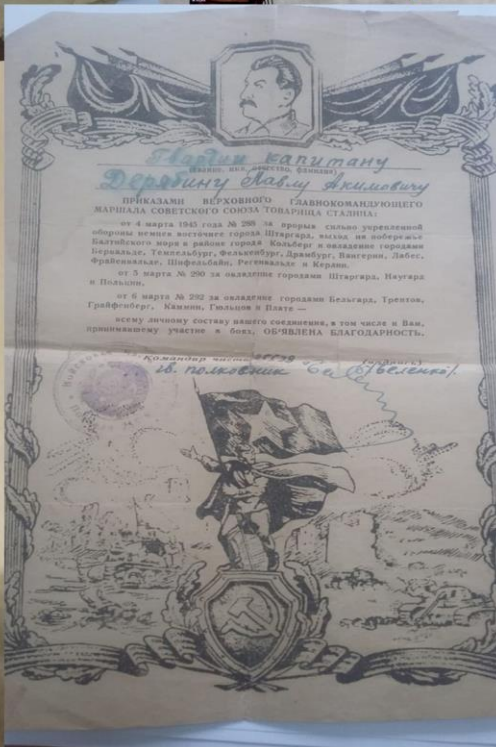 Гвардии капитану
(звание, имя, отчество, фамилия)
Дерябину Павлу Акимовичу
ПРИКАЗАМИ ВЕРХОВНОГО ГЛАВНОКОМАНДУЮЩЕГО
МАРШАЛА СОВЕТСКОГО СОЮЗА ТОВАРИЩА СТАЛИНА:
от 4 марта 1945 года № 288 за прорыв сильно укрепленной
обороны немцев восточнее города Штаргард, выход на побережье
Балтийского моря в районе города Кольберг и овладение городами
Бервальде, Темпельбург, Фалькенбург, Драмбург, Вангерин, Лабес,
Фрайенвальде, Шифельбайн, Регенвальде и Керлин.
от 5 марта № 290 за овладение городами Штаргард, Наугард
и Польцин,
от 6 марта № 292 за овладение городами Бельгард, Трептов,
Грайфенберг, Каммин, Гюльцов и Плате —
всему личному составу нашего соединения, в том числе и Вам,
принимавшему участие в боях, ОБ'ЯВЛЕНА БЛАГОДАРНОСТЬ.
Командир части
(подпись)
гв. полковник